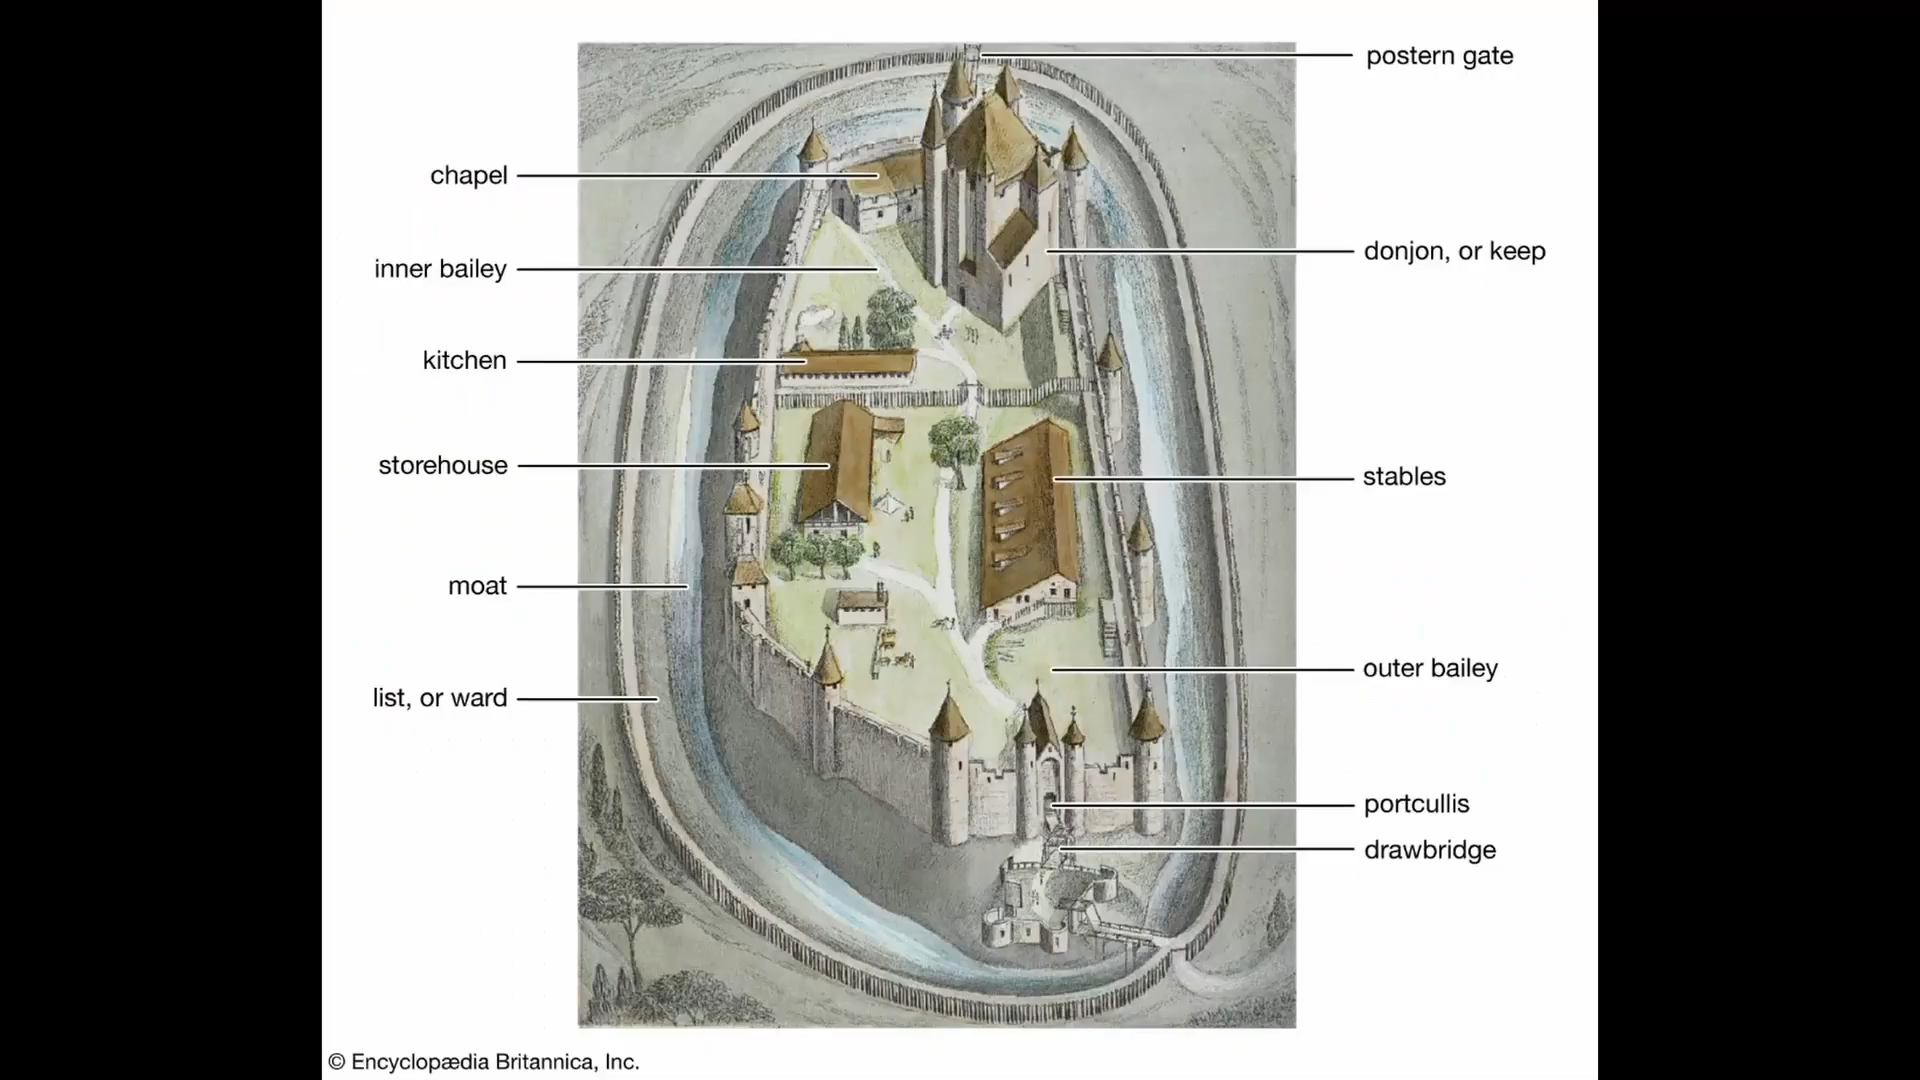 postern gate
chapel
donjon, or keep
inner bailey
kitchen
storehouse
stables
moat
outer bailey
list, or ward
portcullis
drawbridge
© Encyclopædia Britannica, Inc.